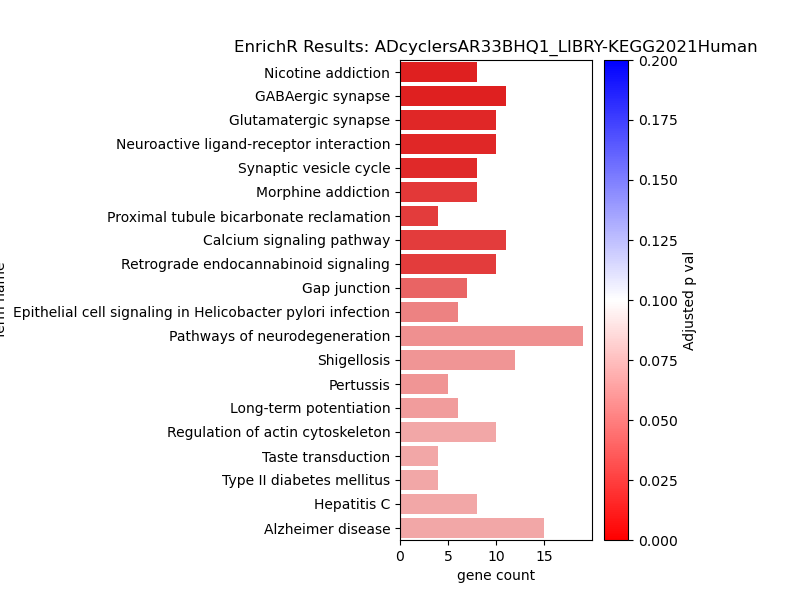 EnrichR Results: ADcyclersAR33BHQ1_LIBRY-KEGG2021Human
Nicotine addiction
GABAergic synapse
Glutamatergic synapse
Neuroactive ligand-receptor interaction
Synaptic vesicle cycle
Morphine addiction
Proximal tubule bicarbonate reclamation
Calcium signaling pathway
Retrograde endocannabinoid signaling
Gap junction
Epithelial cell signaling in Helicobacter pylori infection
Pathways of neurodegeneration
Shigellosis
Pertussis
Long-term potentiation
Regulation of actin cytoskeleton
Taste transduction
Type II diabetes mellitus
Hepatitis C
Alzheimer disease
0 5 10 15
gene count
0.200
0.175
0.150
0.125
0.100
0.075
0.050
0.025
0.000
Adjusted p val